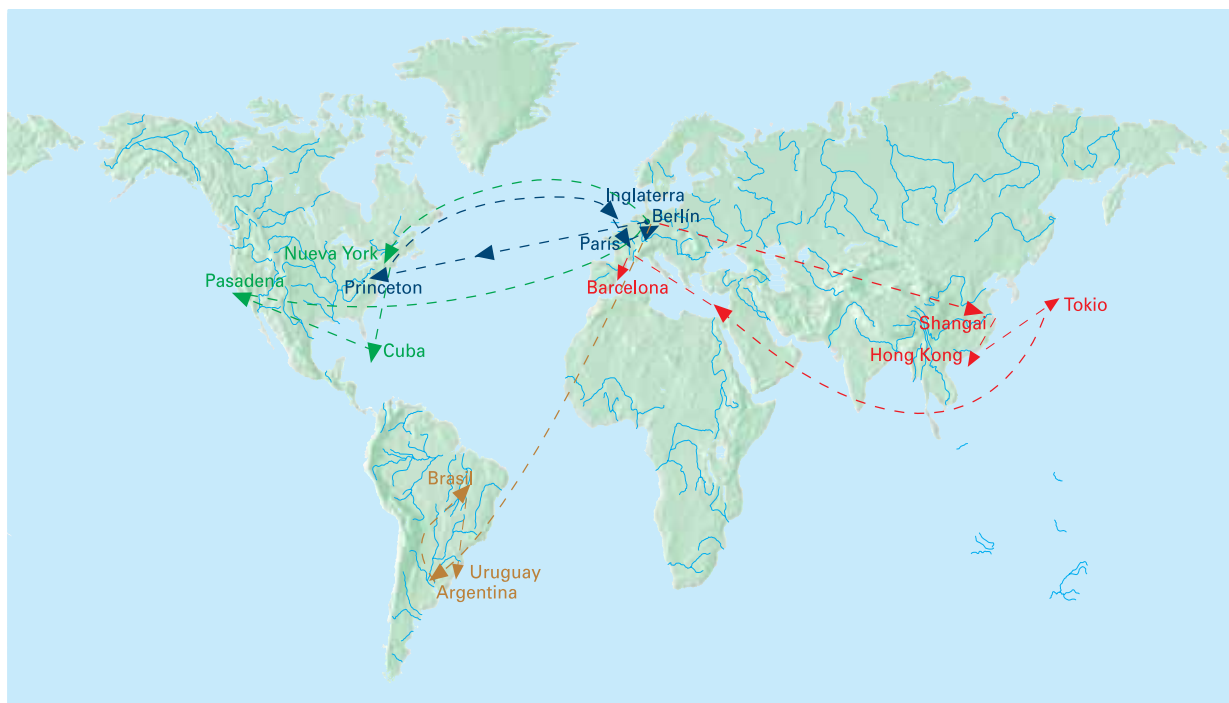 Inglaterra
Berlín
París
Nueva York
Pasadena
Princeton
Barcelona
Tokio
Shangai
Hong Kong
Cuba
Brasil
Uruguay
Argentina